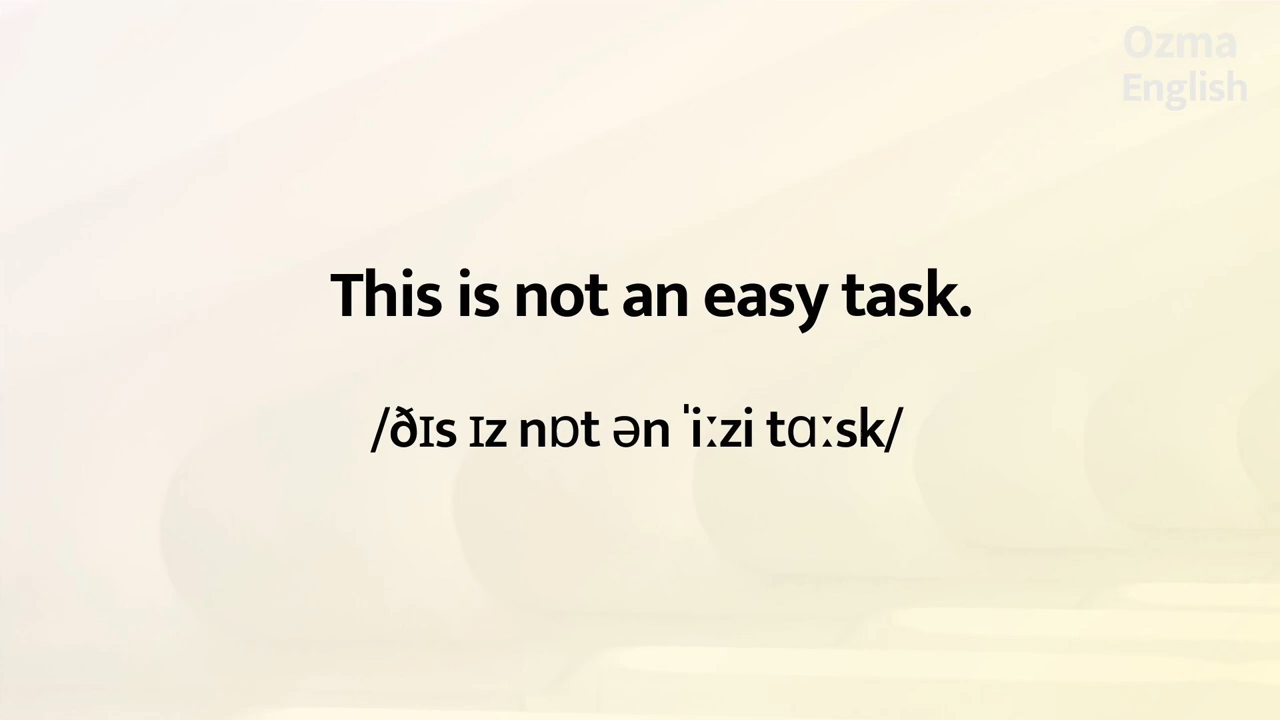 Ozma
English
This is not an easy task.
/ðɪs ɪz nɒt ən ˈiːzi tɑːsk/